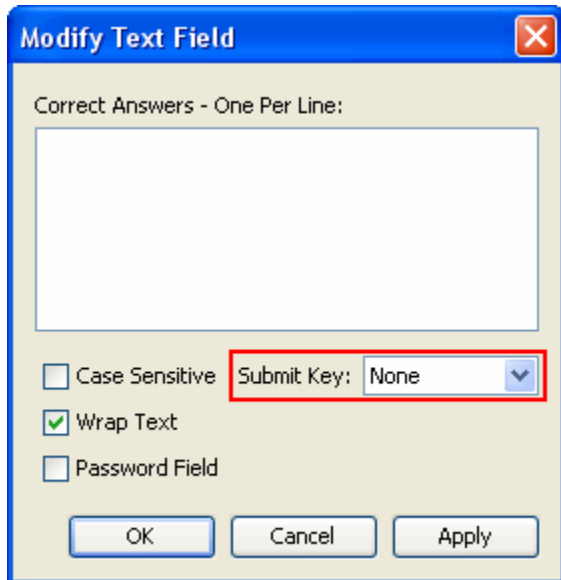 Modify Text Field
Correct Answers - One Per Line:
Case Sensitive Submit Key: None
Wrap Text
Password Field
OK Cancel Apply